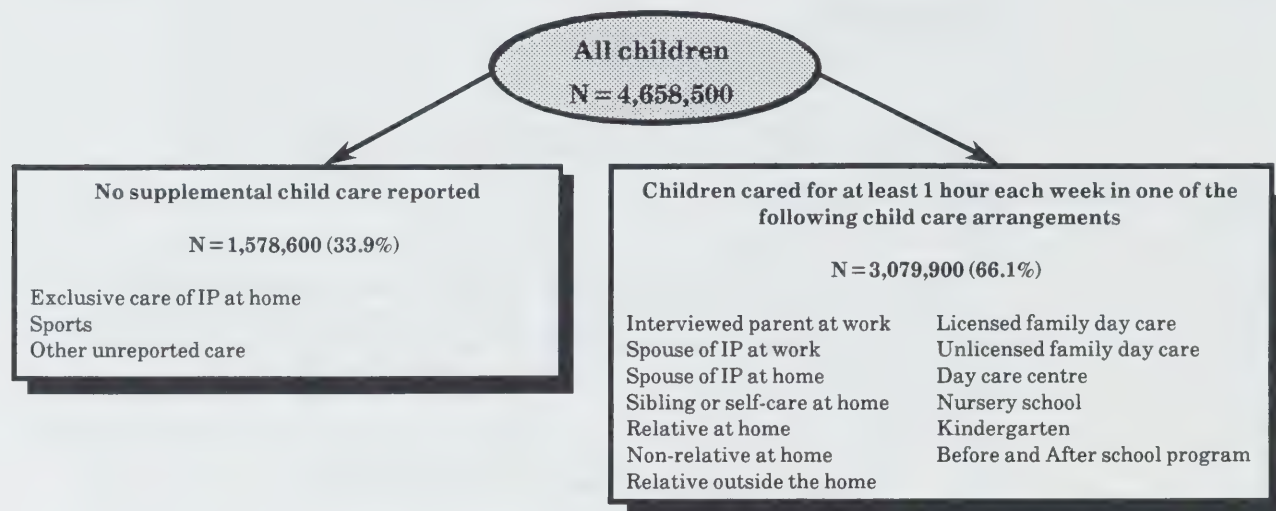 All children
N = 4,658,500
No supplemental child care reported
N = 1,578,600 (33.9%)
Exclusive care of IP at home
Sports
Other unreported care
Children cared for at least 1 hour each week in one of the
following child care arrangements
N = 3,079,900 (66.1%)
Interviewed parent at work
Spouse of IP at work
Spouse of IP at home
Sibling or self-care at home
Relative at home
Non-relative at home
Relative outside the home
Licensed family day care
Unlicensed family day care
Day care centre
Nursery school
Kindergarten
Before and After school program